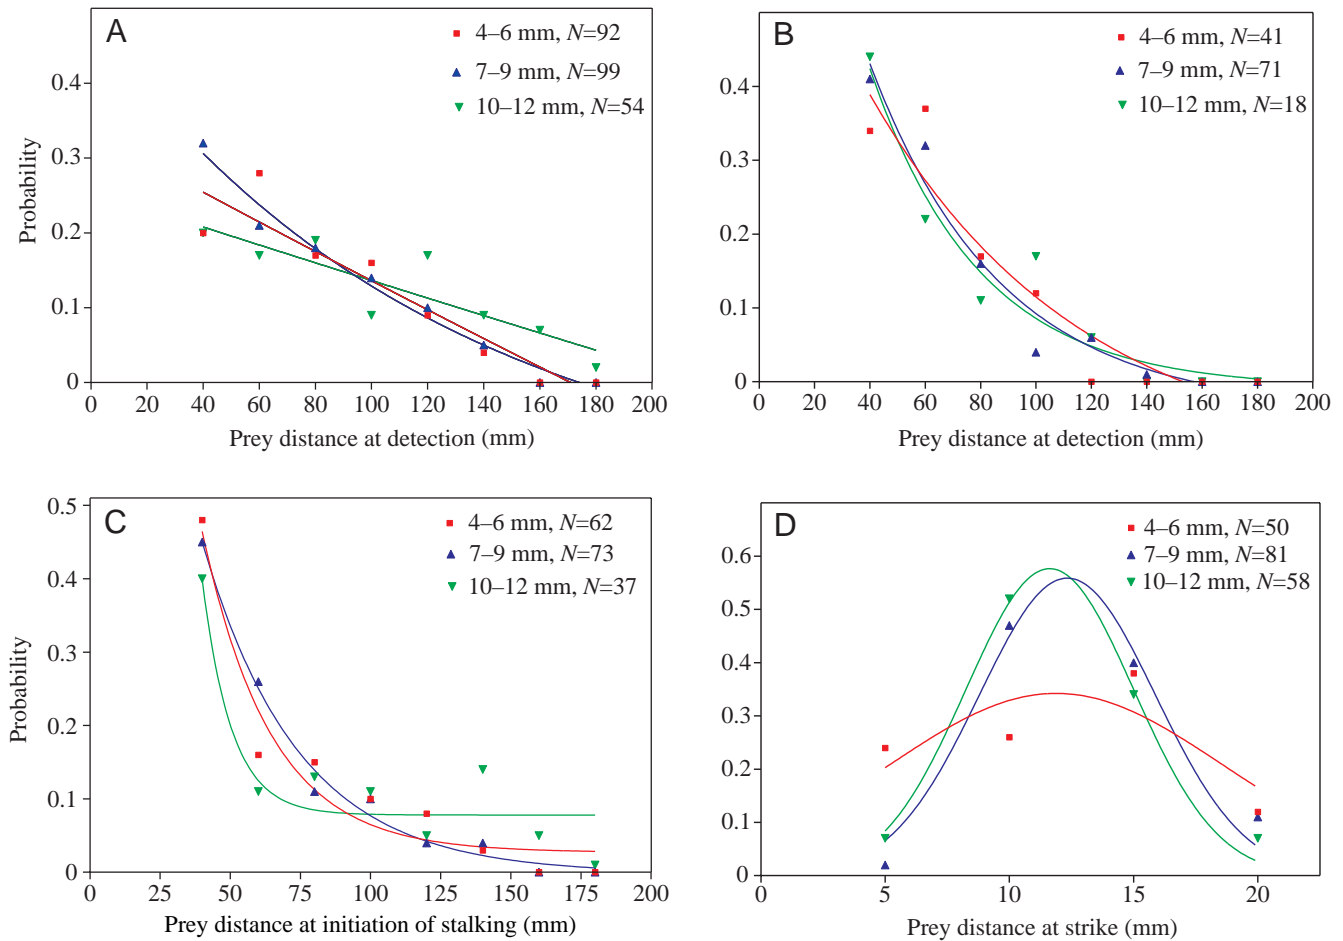 A
4–6 mm, N=92
7–9 mm, N=99
10–12 mm, N=54
Probability
0.4
0.3
0.2
0.1
0
0 20 40 60 80 100 120 140 160 180 200
Prey distance at detection (mm)
B
4–6 mm, N=41
7–9 mm, N=71
10–12 mm, N=18
0.4
0.3
0.2
0.1
0
0 20 40 60 80 100 120 140 160 180 200
Prey distance at detection (mm)
C
4–6 mm, N=62
7–9 mm, N=73
10–12 mm, N=37
Probability
0.5
0.4
0.3
0.2
0.1
0
0 25 50 75 100 125 150 175 200
Prey distance at initiation of stalking (mm)
D
4–6 mm, N=50
7–9 mm, N=81
10–12 mm, N=58
0.6
0.5
0.4
0.3
0.2
0.1
0
0 5 10 15 20
Prey distance at strike (mm)